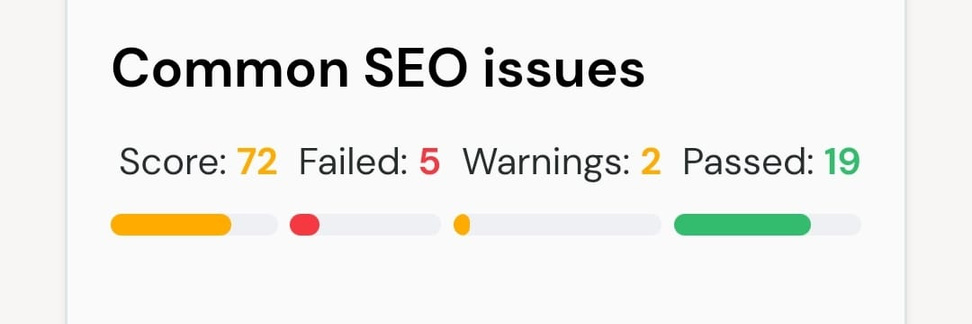 Common SEO issues
Score: 72 Failed: 5 Warnings: 2 Passed: 19